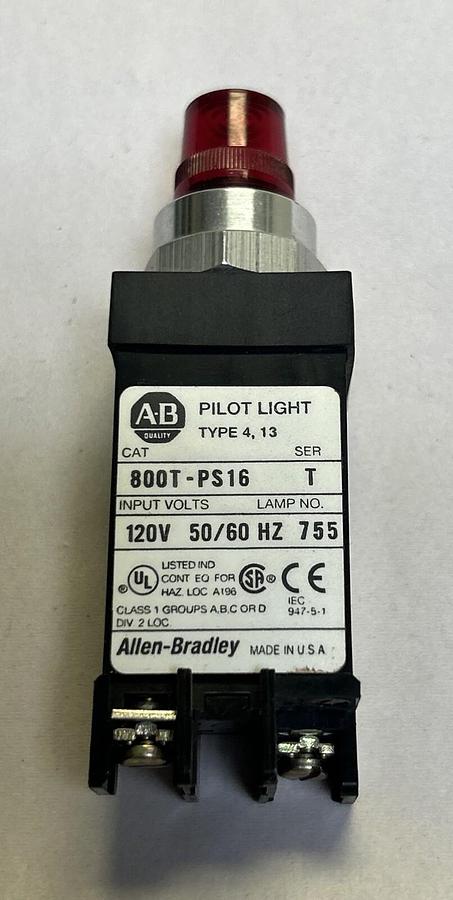 A-B
QUALITY
PILOT LIGHT
TYPE 4, 13
CAT SER
800T-PS16 T
INPUT VOLTS LAMP NO.
120V 50/60 HZ 755
® UL LISTED IND
CONT EQ FOR
HAZ. LOC A196
SA ® CE
IEC
947-5-1
CLASS 1 GROUPS A,B,C OR D
DIV 2 LOC
Allen-Bradley MADE IN U S A